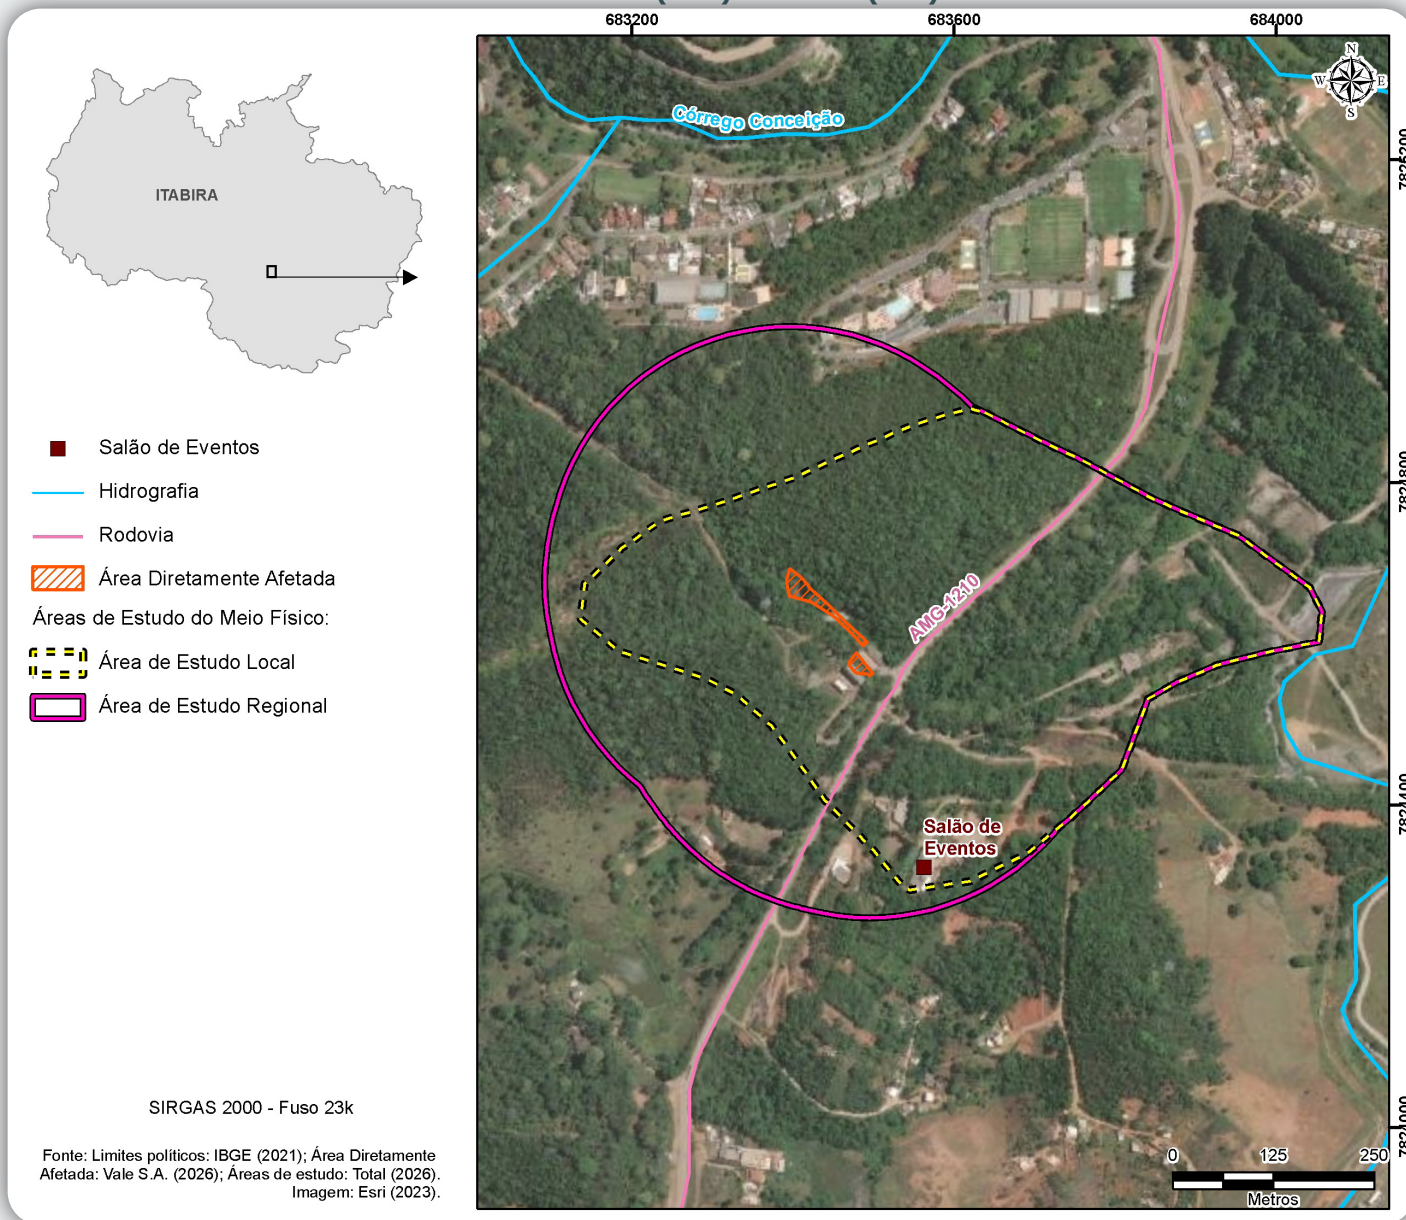 683200
683600
684000
N
W
E
S
Córrego Conceição
ITABIRA
7824800
Salão de Eventos
Hidrografia
Rodovia
Área Diretamente Afetada
Áreas de Estudo do Meio Físico:
Área de Estudo Local
Área de Estudo Regional
AMG-1210
7824400
Salão de
Eventos
7824000
SIRGAS 2000 - Fuso 23k
Fonte: Limites políticos: IBGE (2021); Área Diretamente
Afetada: Vale S.A. (2026); Áreas de estudo: Total (2026).
Imagem: Esri (2023).
0
125
250
Metros